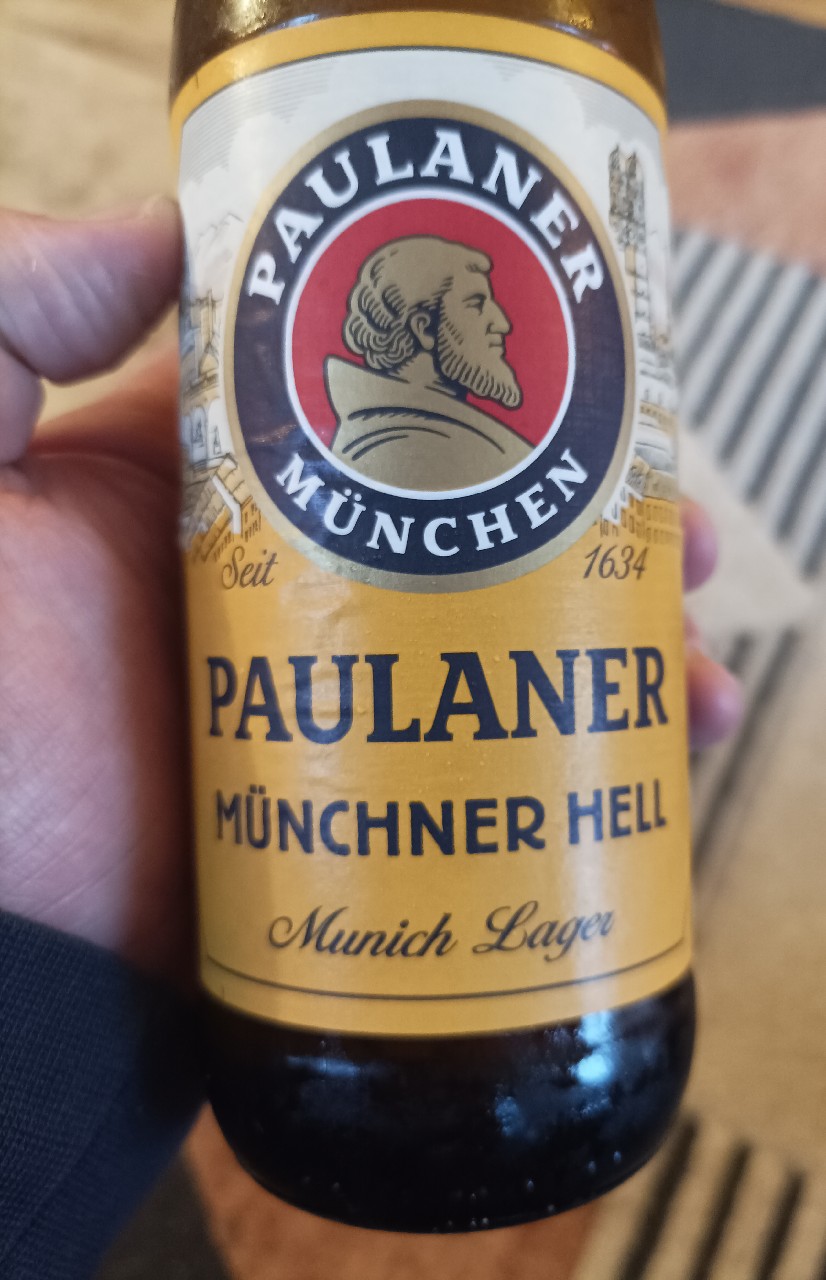 PAULANER
MÜNCHEN
Seit 1634
PAULANER
MÜNCHNER HELL
Munich Lager